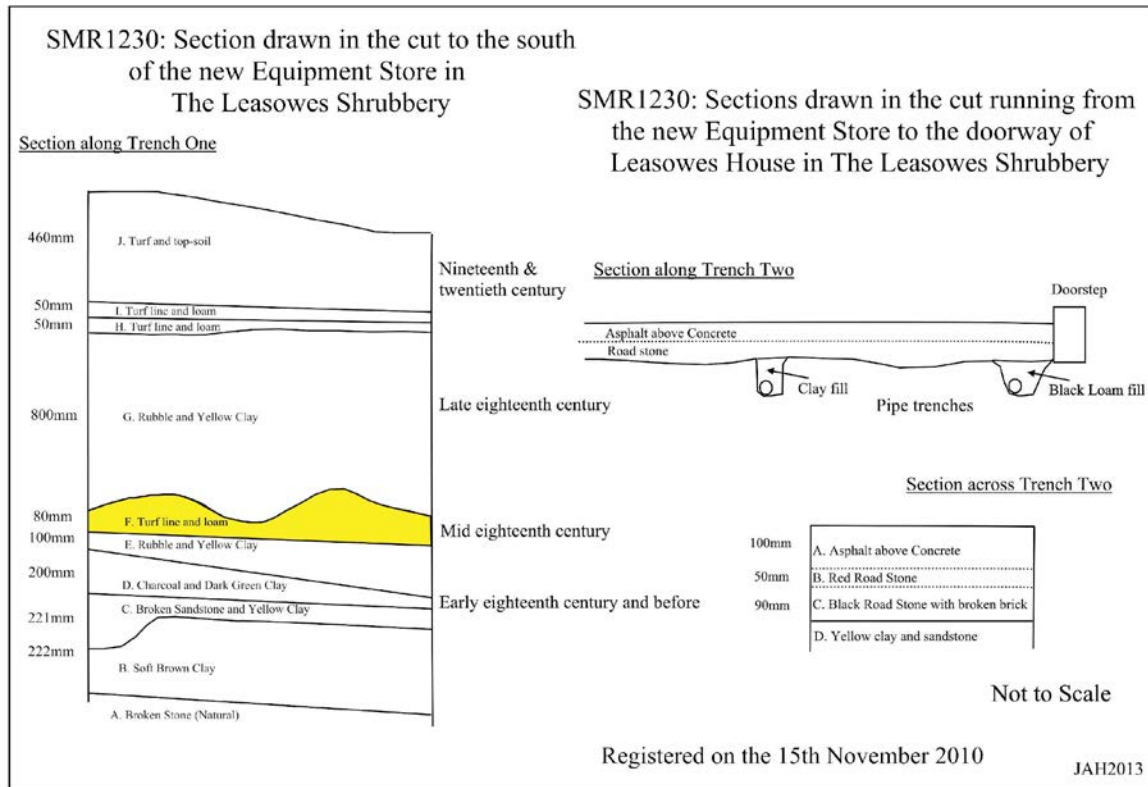 SMR1230: Section drawn in the cut to the south
of the new Equipment Store in
The Leasowes Shrubbery
Section along Trench One
460mm
J. Turf and top-soil
Nineteenth &
twentieth century
50mm
I. Turf line and loam
50mm
H. Turf line and loam
800mm
G. Rubble and Yellow Clay
Late eighteenth century
80mm
F. Turf line and loam
Mid eighteenth century
100mm
E. Rubble and Yellow Clay
200mm
D. Charcoal and Dark Green Clay
C. Broken Sandstone and Yellow Clay
Early eighteenth century and before
221mm
222mm
B. Soft Brown Clay
A. Broken Stone (Natural)
SMR1230: Sections drawn in the cut running from
the new Equipment Store to the doorway of
Leasowes House in The Leasowes Shrubbery
Section along Trench Two
Doorstep
Asphalt above Concrete
Road stone
Clay fill
Black Loam fill
Pipe trenches
Section across Trench Two
100mm
A. Asphalt above Concrete
50mm
B. Red Road Stone
90mm
C. Black Road Stone with broken brick
D. Yellow clay and sandstone
Not to Scale
Registered on the 15th November 2010
JAH2013